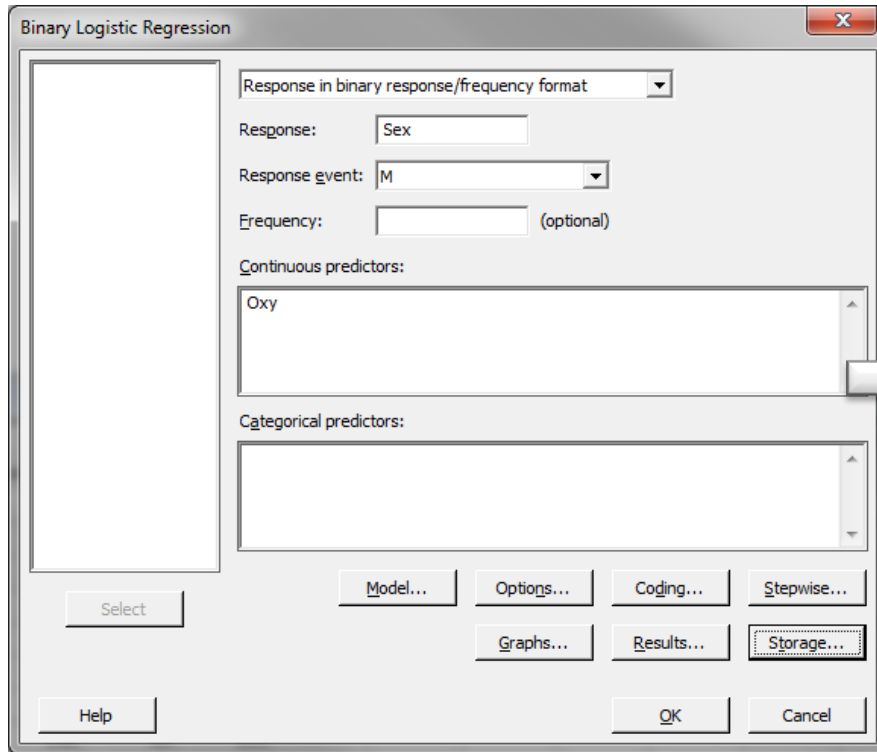 Binary Logistic Regression
Response in binary response/frequency format
Response: Sex
Response event: M
Frequency: (optional)
Continuous predictors:
Oxy
Categorical predictors:
Model... Options... Coding... Stepwise...
Select
Graphs... Results... Storage...
Help OK Cancel